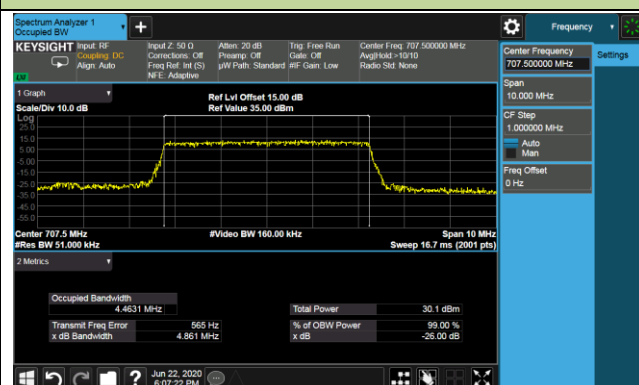 Spectrum Analyzer 1
Occupied BW
Frequency
KEYSIGHT
Input: RF
Coupling: DC
Align: Auto
Input Z: 50 Ω
Corrections: Off
Freq Ref: Int (S)
NFE: Adaptive
Atten: 20 dB
Preamp: Off
µW Path: Standard
Trig: Free Run
Gate: Off
#IF Gain: Low
Center Freq: 707.500000 MHz
Avg|Hold:>10/10
Radio Std: None
Center Frequency
707.500000 MHz
Settings
Span
10.000 MHz
CF Step
1.000000 MHz
Auto
Man
Freq Offset
0 Hz
1 Graph
Scale/Div 10.0 dB
Ref Lvl Offset 15.00 dB
Ref Value 35.00 dBm
Log
25.0
15.0
5.00
-5.00
-15.0
-25.0
-35.0
-45.0
-55.0
Center 707.5 MHz
#Res BW 51.000 kHz
#Video BW 160.00 kHz
Span 10 MHz
Sweep 16.7 ms (2001 pts)
2 Metrics
Occupied Bandwidth
4.4631 MHz
Total Power 30.1 dBm
Transmit Freq Error 565 Hz
% of OBW Power 99.00 %
x dB Bandwidth 4.861 MHz
x dB -26.00 dB
Jun 22, 2020
6:07:22 PM